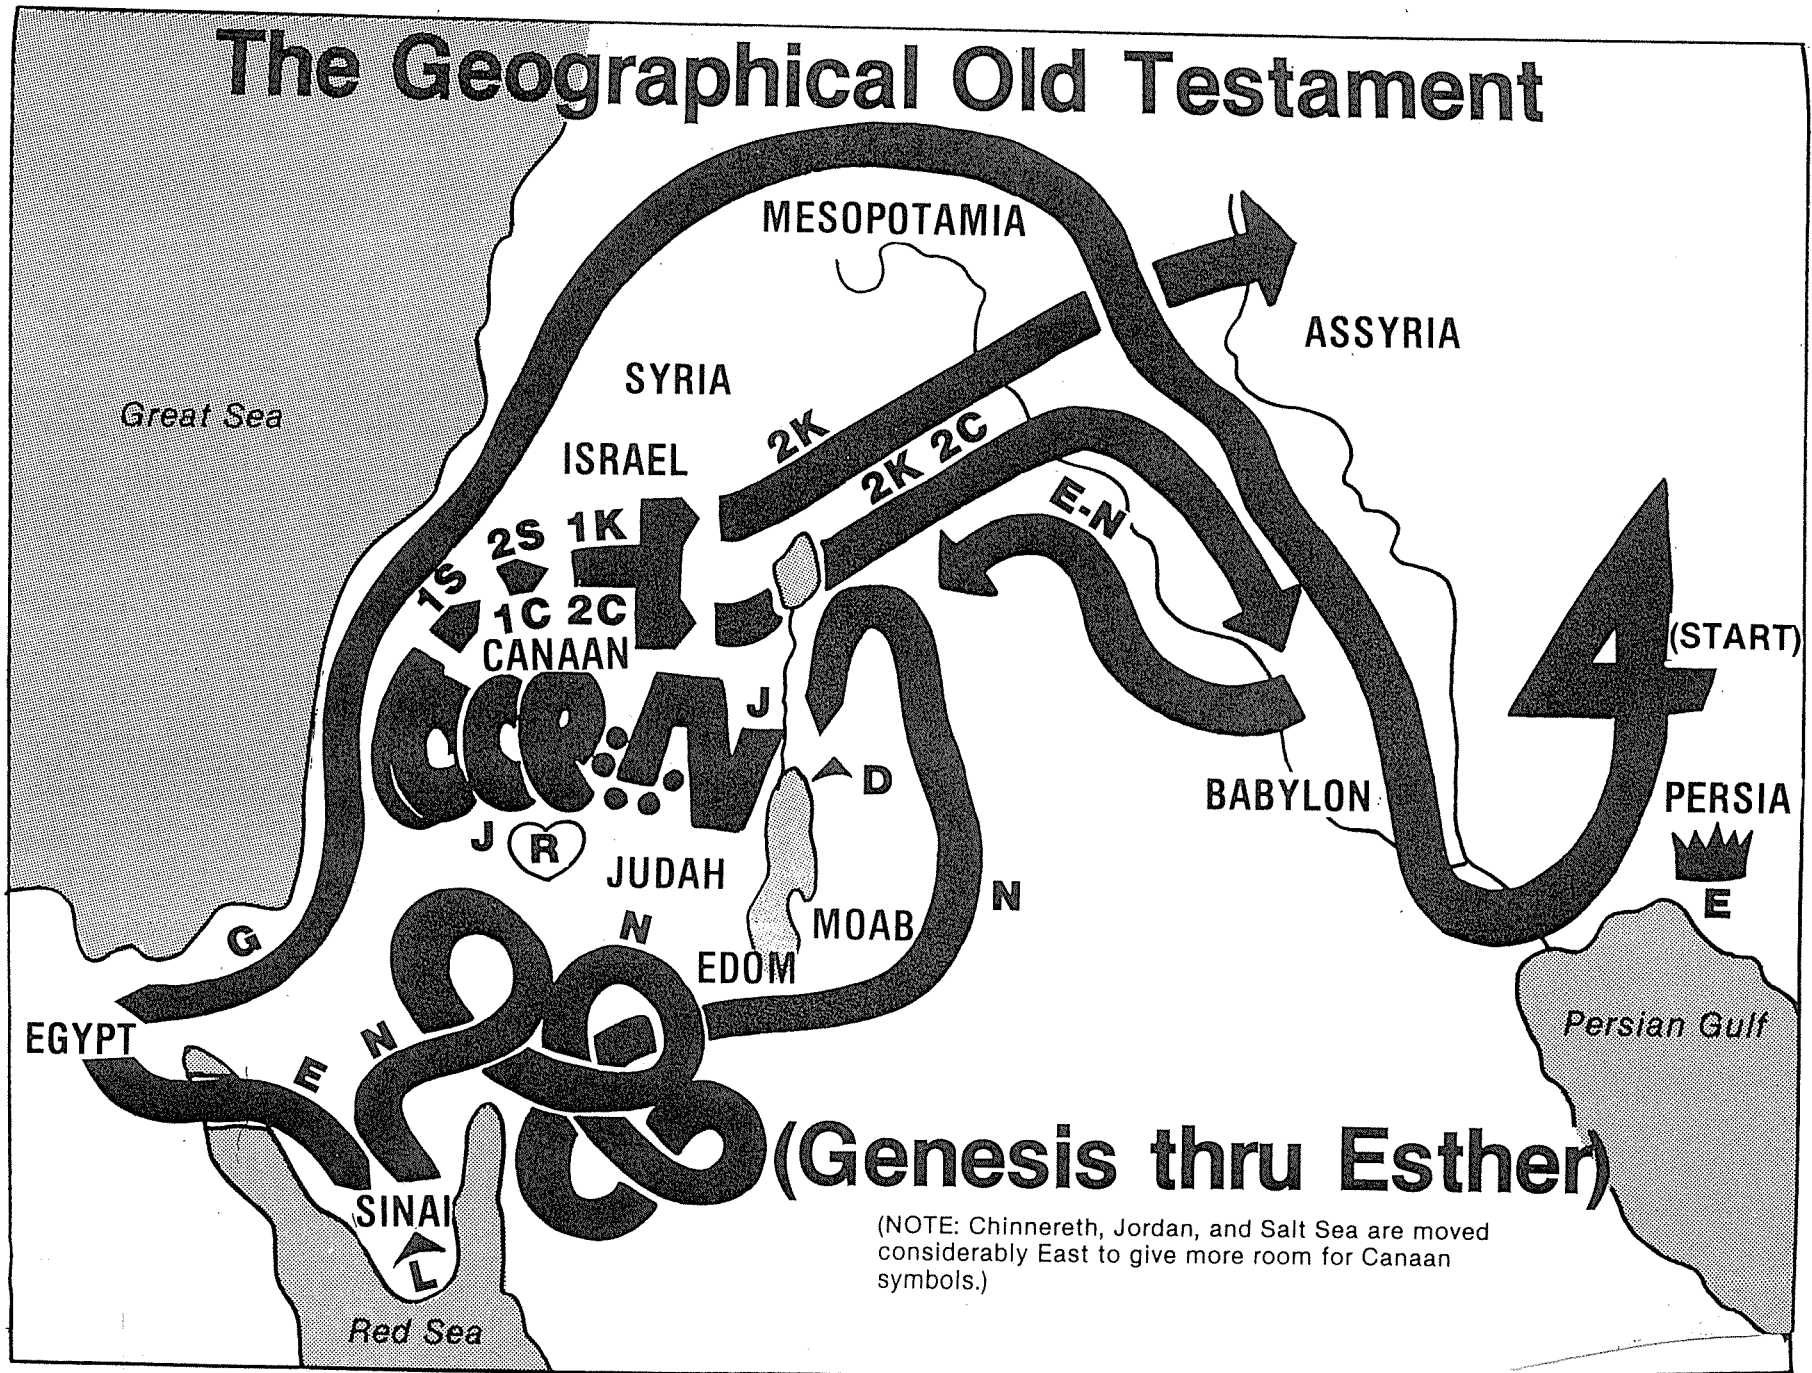 The Geographical Old Testament
MESOPOTAMIA
ASSYRIA
SYRIA
Great Sea
2K
2K 2C
ISRAEL
E-N
2S 1K
1S
1C 2C
CANAAN
(START)
J
D
BABYLON
PERSIA
J
R
JUDAH
N
E
N
MOAB
G
EDOM
EGYPT
N
E
Persian Gulf
(Genesis thru Esther)
SINAI
L
(NOTE: Chinnereth, Jordan, and Salt Sea are moved
considerably East to give more room for Canaan
symbols.)
Red Sea